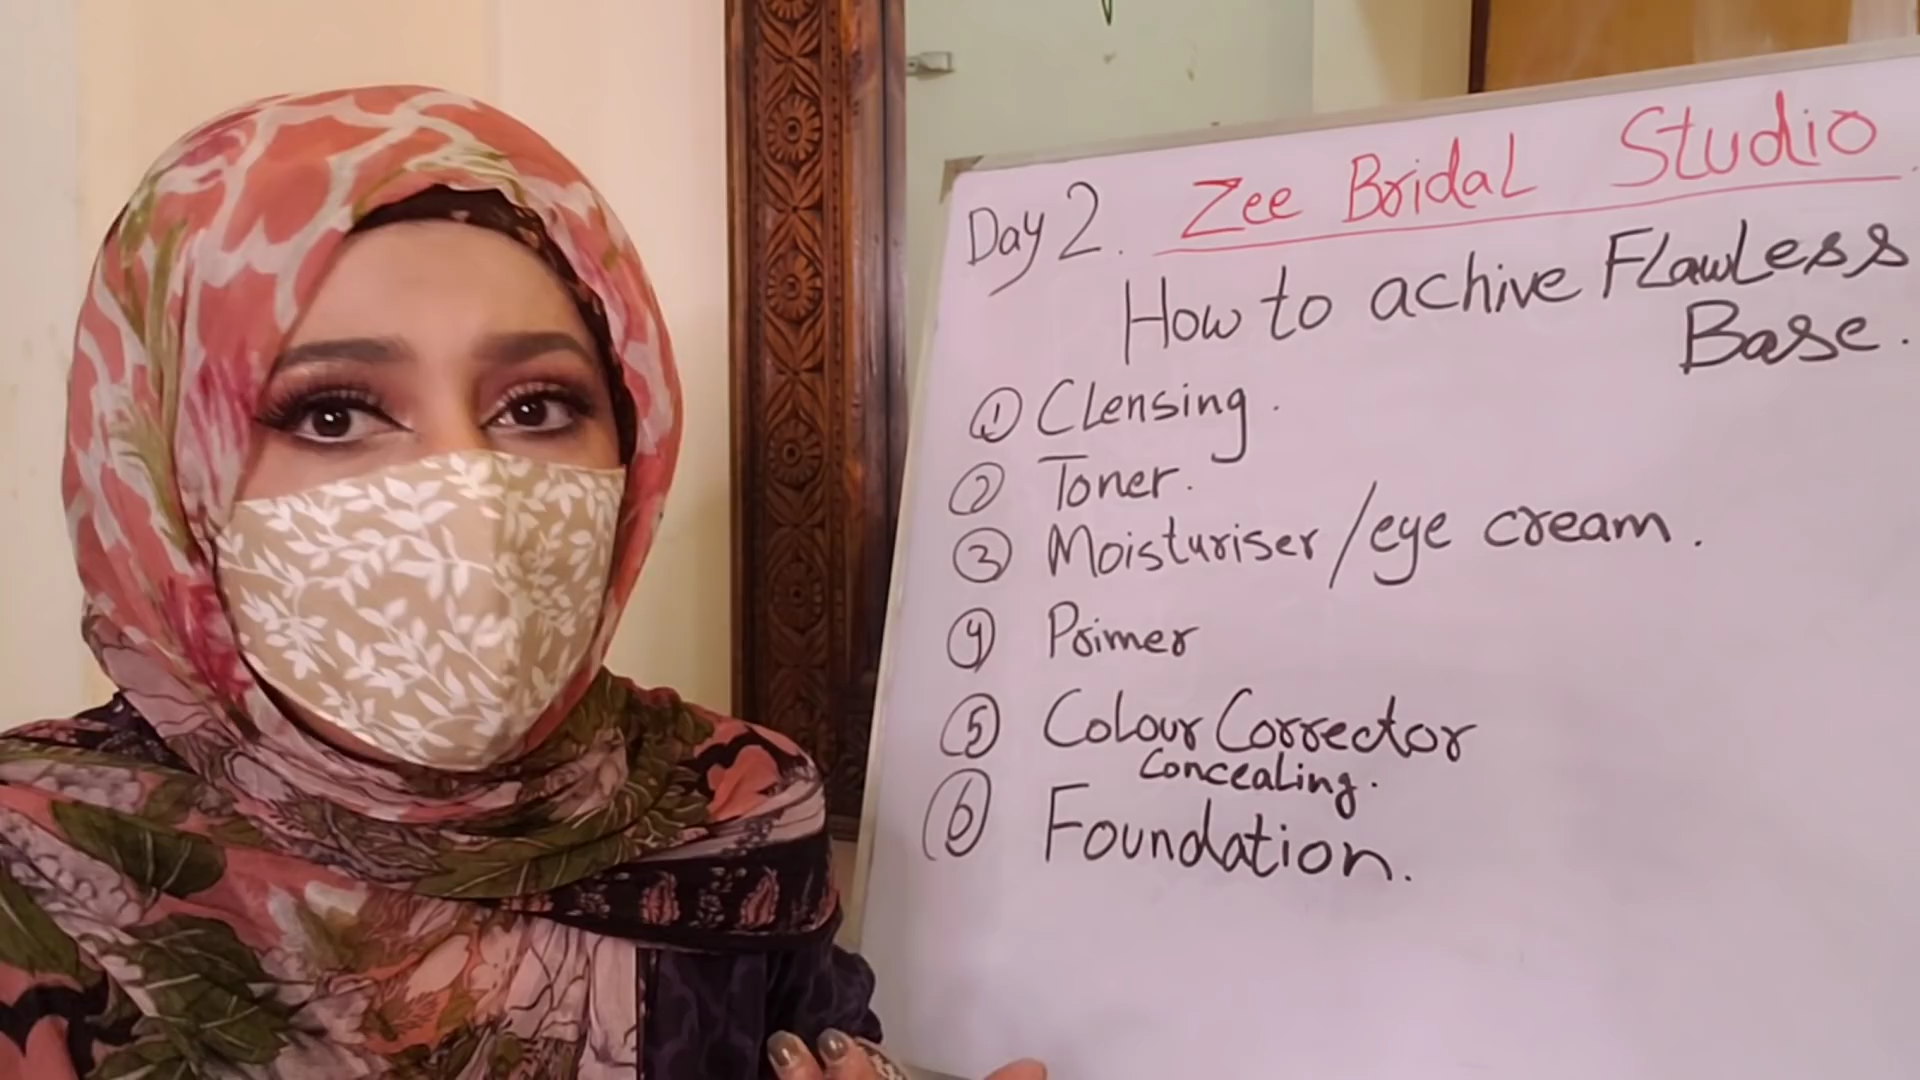 Day 2. Zee Bridal Studio
How to achive Flawless
Base.
① Clensing.
② Toner.
③ Moisturiser/eye cream.
④ Primer
⑤ Colour Corrector
Concealing.
⑥ Foundation.